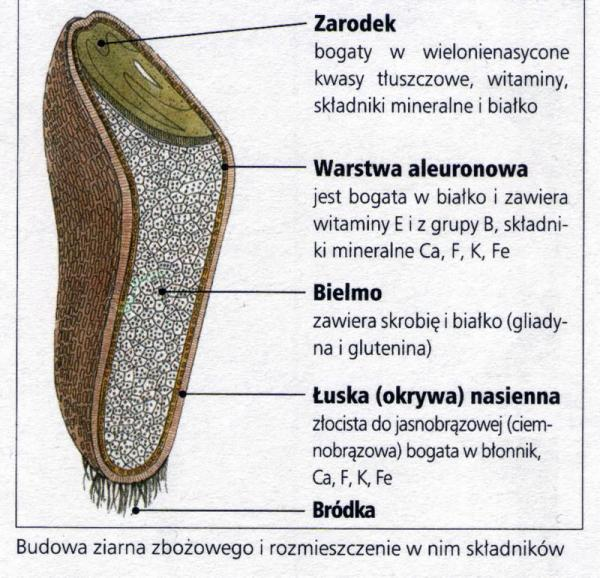 Zarodek
bogaty w wielonienasycone
kwasy tłuszczowe, witaminy,
składniki mineralne i białko
Warstwa aleuronowa
jest bogata w białko i zawiera
witaminy E i z grupy B, składni-
ki mineralne Ca, F, K, Fe
Bielmo
zawiera skrobię i białko (gliady-
na i glutenina)
Łuska (okrywa) nasienna
złocista do jasnobrązowej (ciem-
nobrązowa) bogata w błonnik,
Ca, F, K, Fe
Bródka
Budowa ziarna zbożowego i rozmieszczenie w nim składników